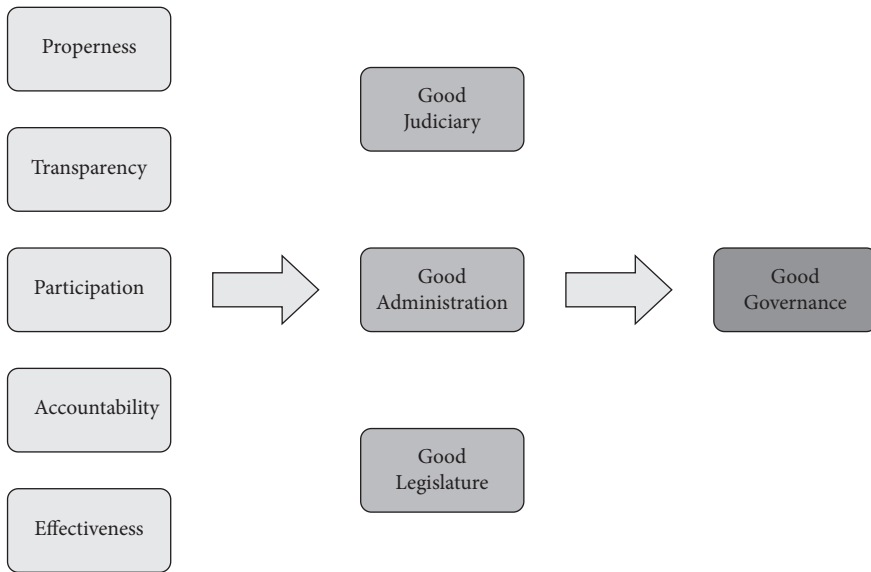 Properness
Transparency
Participation
Accountability
Effectiveness
Good
Judiciary
Good
Administration
Good
Legislature
Good
Governance